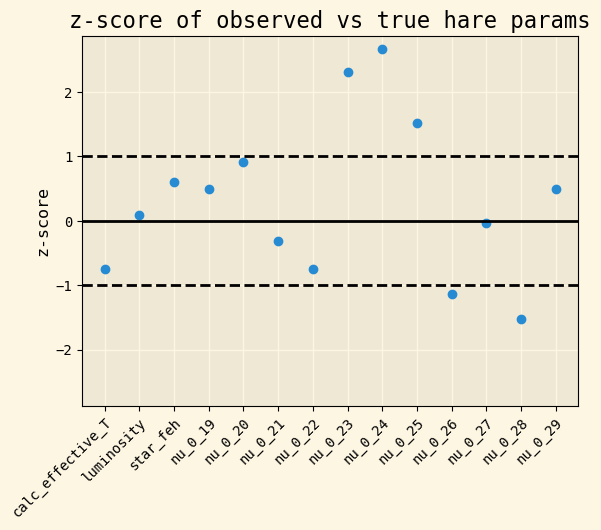 z-score of observed vs true hare params
z-score
2
1
0
−1
−2
calc_effective_T
luminosity
star_feh
nu_0_19
nu_0_20
nu_0_21
nu_0_22
nu_0_23
nu_0_24
nu_0_25
nu_0_26
nu_0_27
nu_0_28
nu_0_29